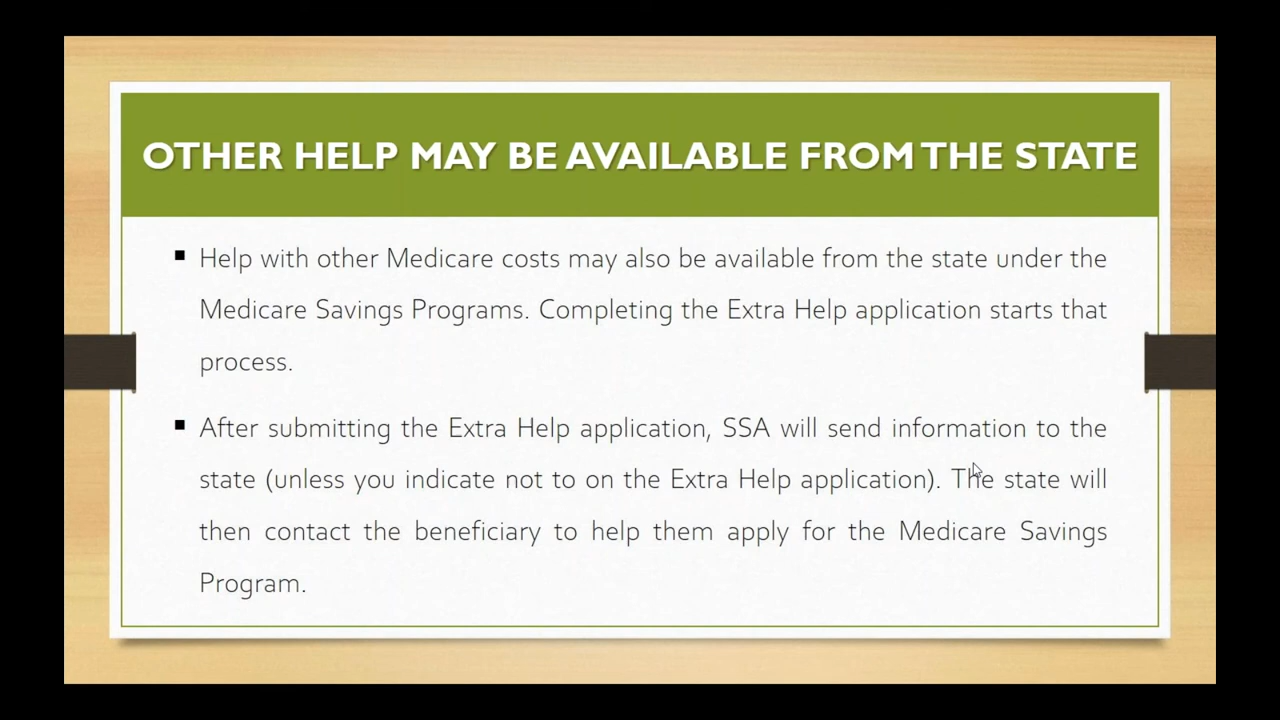 OTHER HELP MAY BE AVAILABLE FROM THE STATE
▪ Help with other Medicare costs may also be available from the state under the
Medicare Savings Programs. Completing the Extra Help application starts that
process.
▪ After submitting the Extra Help application, SSA will send information to the
state (unless you indicate not to on the Extra Help application). The state will
then contact the beneficiary to help them apply for the Medicare Savings
Program.